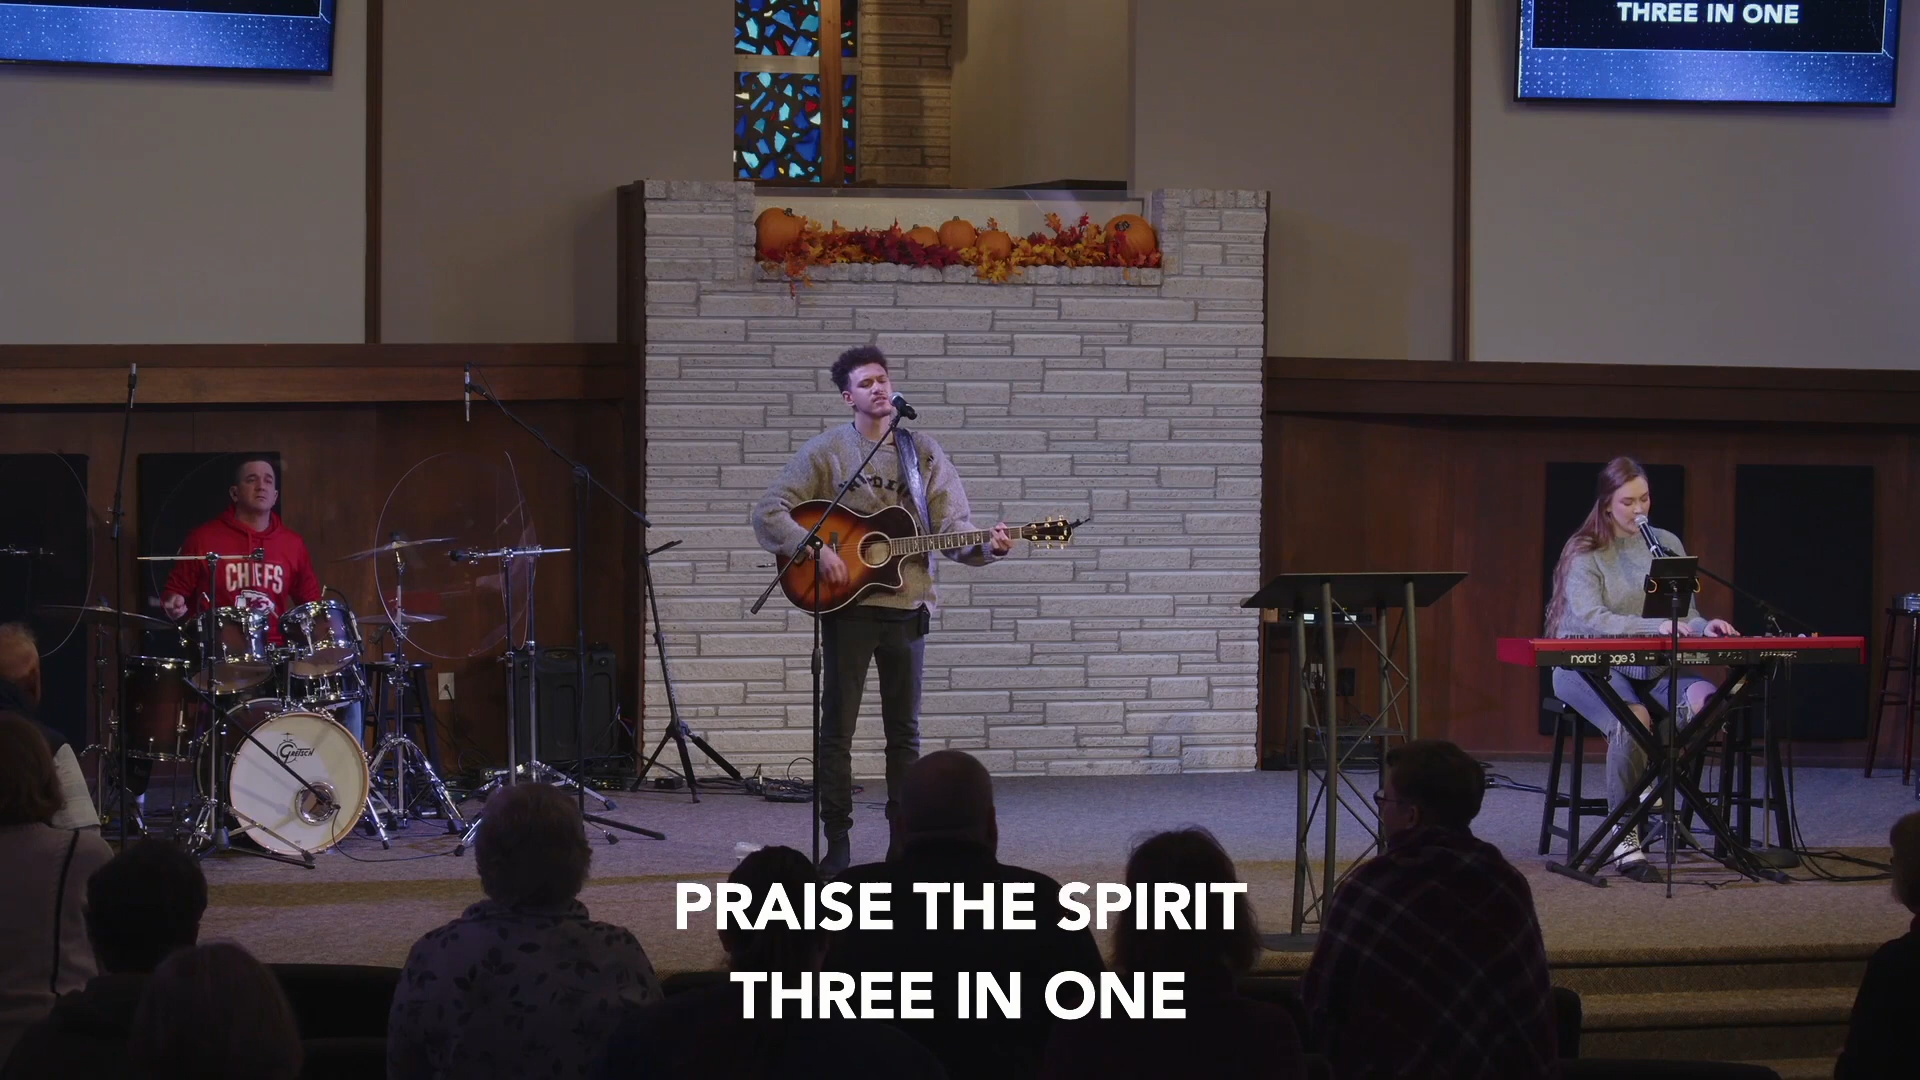 THREE IN ONE
CHIEFS
GRETSCH
nord stage 3
PRAISE THE SPIRIT
THREE IN ONE